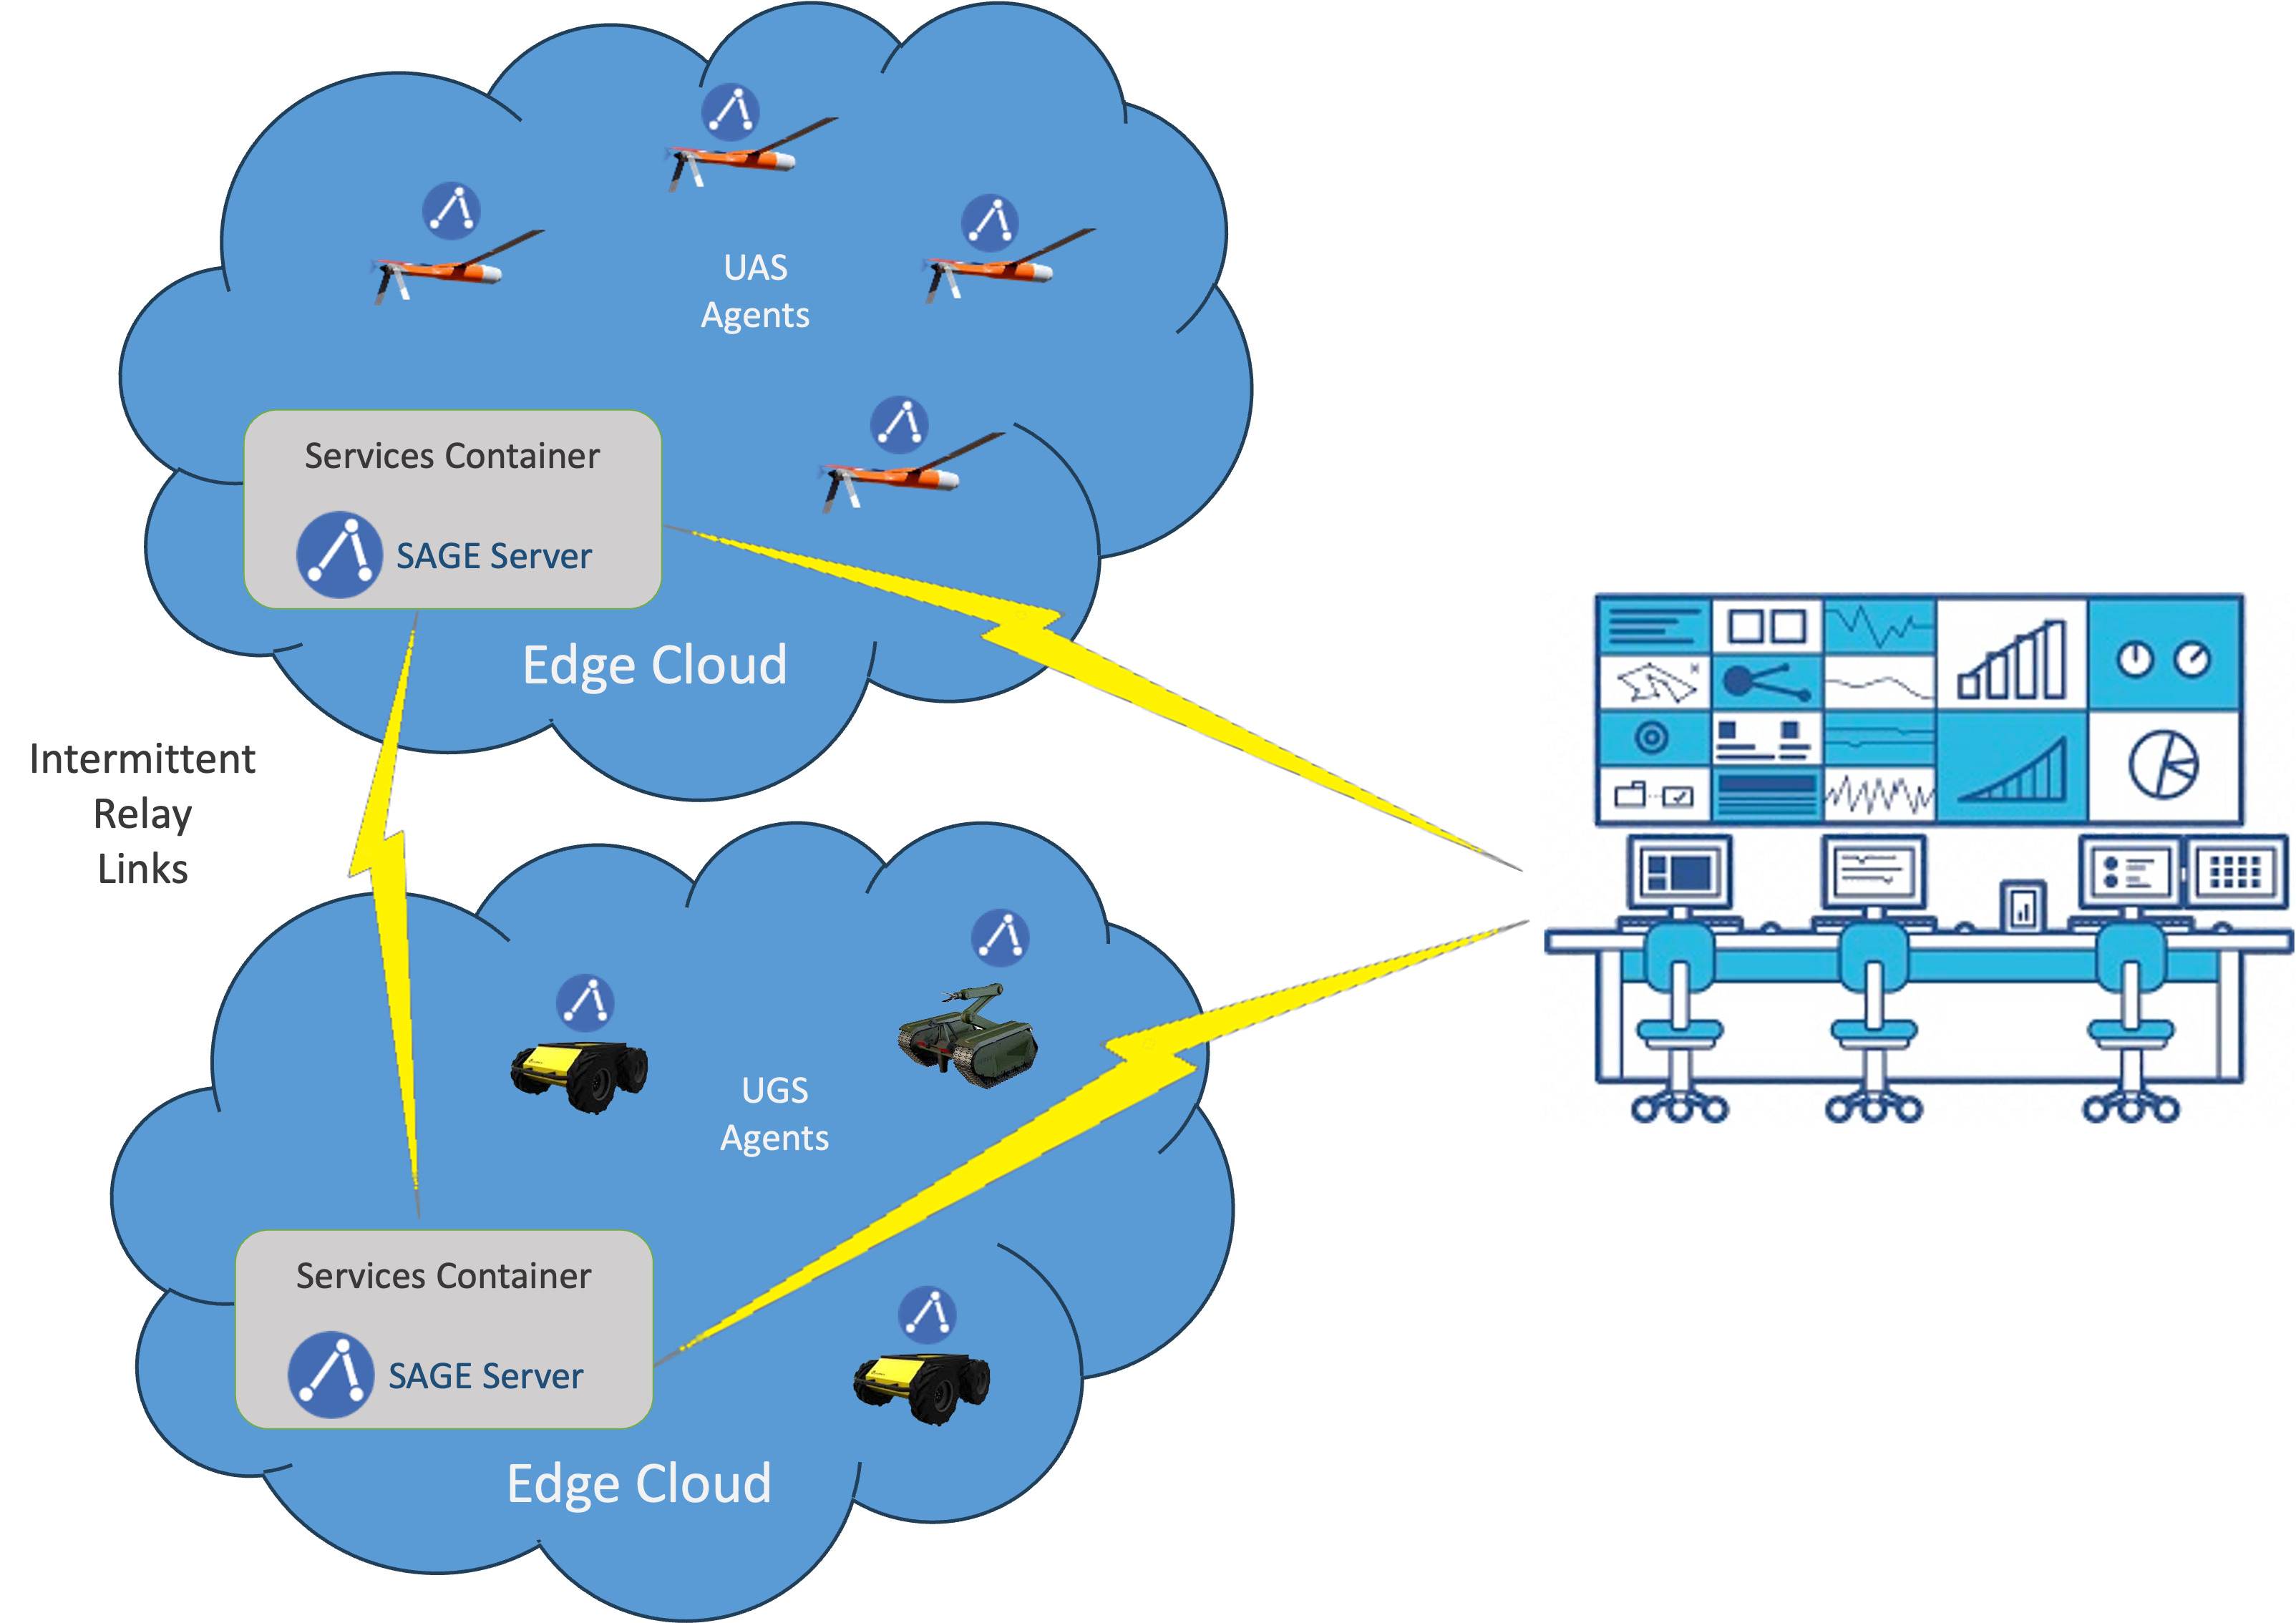 UAS
Agents
Services Container
SAGE Server
Edge Cloud
Intermittent
Relay
Links
UGS
Agents
Services Container
SAGE Server
Edge Cloud